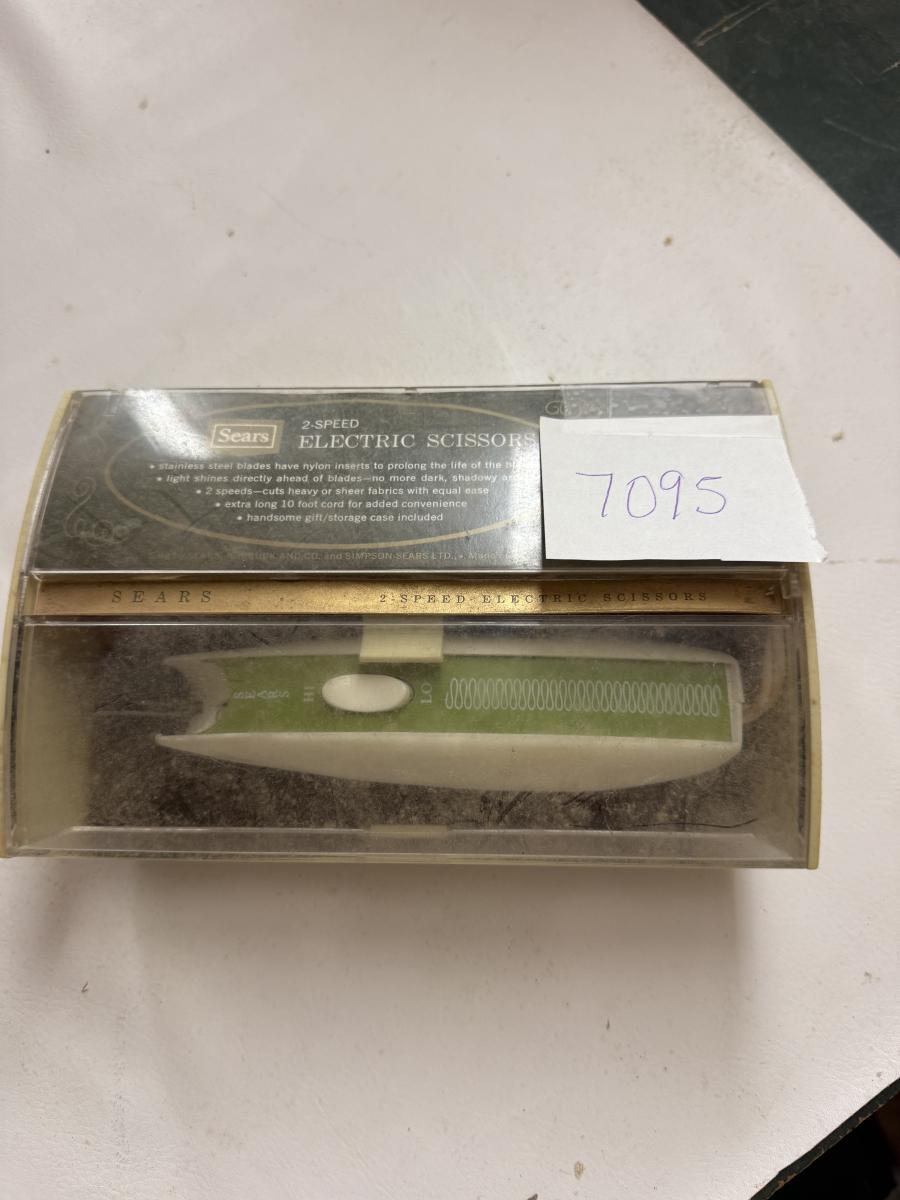 2-SPEED
Sears
ELECTRIC SCISSORS
• stainless steel blades have nylon inserts to prolong the life of the
• light shines directly ahead of blades—no more dark, shadowy
• 2 speeds—cuts heavy or sheer fabrics with equal ease
• extra long 10 foot cord for added convenience
• handsome gift/storage case included
AND CO. and SIMPSON-SEARS LTD.,
7095
SEARS
2-SPEED ELECTRIC SCISSORS
SEARS
HI
LO